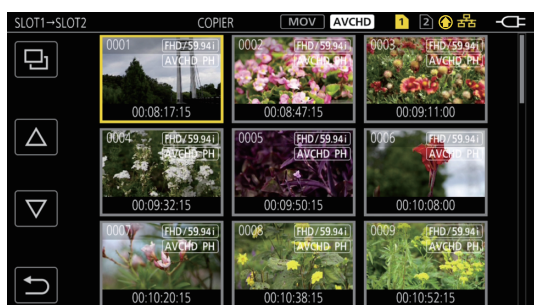 SLOT1→SLOT2 COPIER MOV AVCHD 1 2
0001 FHD/59.94i AVCHD PH
00:08:17:15
0002 FHD/59.94i AVCHD PH
00:08:47:15
0003 FHD/59.94i AVCHD PH
00:09:11:00
0004 FHD/59.94i AVCHD PH
00:09:32:15
0005 FHD/59.94i AVCHD PH
00:09:50:15
0006 FHD/59.94i AVCHD PH
00:10:08:00
0007 FHD/59.94i AVCHD PH
00:10:20:15
0008 FHD/59.94i AVCHD PH
00:10:38:15
0009 FHD/59.94i AVCHD PH
00:10:52:15